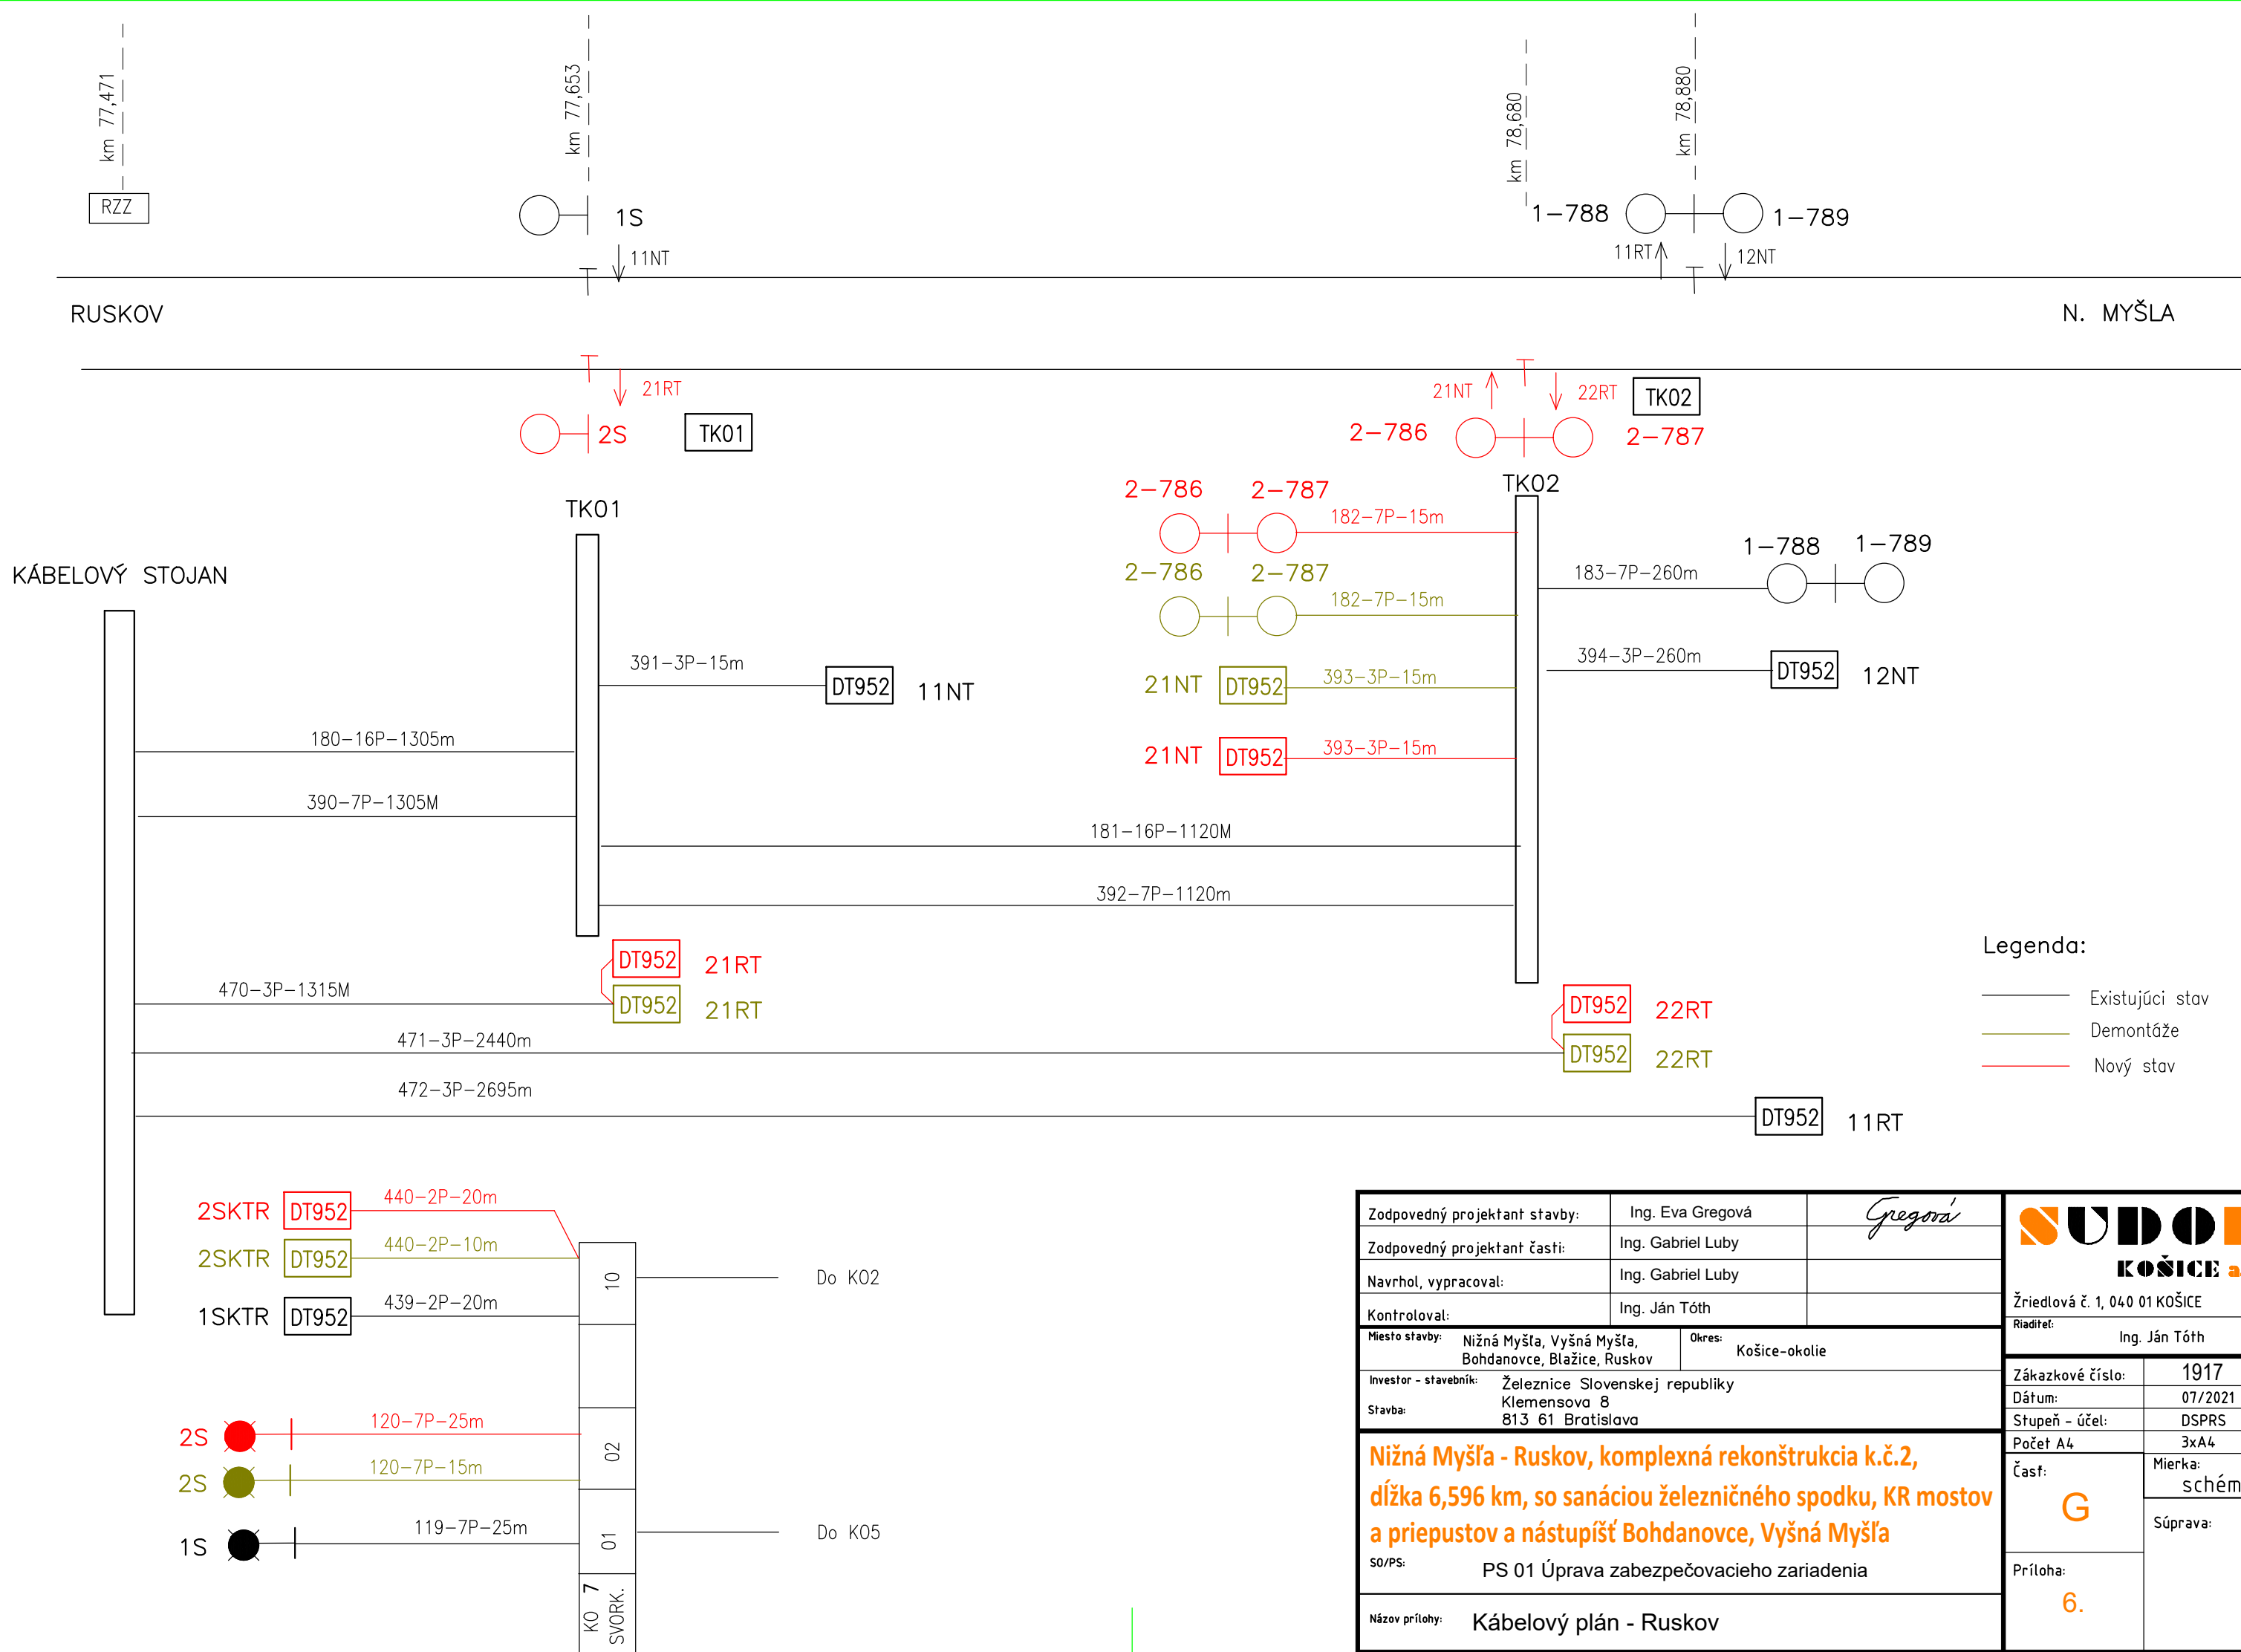 km 77,471
km 77,653
km 78,680
km 78,880
RZZ
1S
11NT
1-788
1-789
11RT
12NT
RUSKOV
N. MYŠLA
21RT
2S
TK01
21NT
22RT
TK02
2-786
2-787
TK01
TK02
KÁBELOVÝ STOJAN
2-786
2-787
182-7P-15m
2-786
2-787
182-7P-15m
183-7P-260m
1-788
1-789
391-3P-15m
DT952
11NT
21NT
DT952
393-3P-15m
394-3P-260m
DT952
12NT
21NT
DT952
393-3P-15m
180-16P-1305m
390-7P-1305M
181-16P-1120M
392-7P-1120m
DT952
21RT
470-3P-1315M
DT952
21RT
DT952
22RT
471-3P-2440m
DT952
22RT
472-3P-2695m
DT952
11RT
Legenda:
Existujúci stav
Demontáže
Nový stav
2SKTR
DT952
440-2P-20m
2SKTR
DT952
440-2P-10m
1SKTR
DT952
439-2P-20m
10
Do K02
2S
120-7P-25m
02
2S
120-7P-15m
1S
119-7P-25m
01
Do K05
KO 7
SVORK.
Zodpovedný projektant stavby:
Ing. Eva Gregová
Gregová
Zodpovedný projektant časti:
Ing. Gabriel Luby
Navrhol, vypracoval:
Ing. Gabriel Luby
Kontroloval:
Ing. Ján Tóth
Miesto stavby:
Nižná Myšľa, Vyšná Myšľa,
Bohdanovce, Blažice, Ruskov
Okres:
Košice-okolie
Investor - stavebník:
Železnice Slovenskej republiky
Klemensova 8
813 61 Bratislava
Stavba:
Nižná Myšľa - Ruskov, komplexná rekonštrukcia k.č.2,
dĺžka 6,596 km, so sanáciou železničného spodku, KR mostov
a priepustov a nástupíšť Bohdanovce, Vyšná Myšľa
SO/PS:
PS 01 Úprava zabezpečovacieho zariadenia
Názov prílohy:
Kábelový plán - Ruskov
SUDO
KOŠICE a
Žriedlová č. 1, 040 01 KOŠICE
Riaditeľ:
Ing. Ján Tóth
Zákazkové číslo:
1917
Dátum:
07/2021
Stupeň - účel:
DSPRS
Počet A4
3xA4
Časť:
G
Mierka:
schém
Súprava:
Príloha:
6.